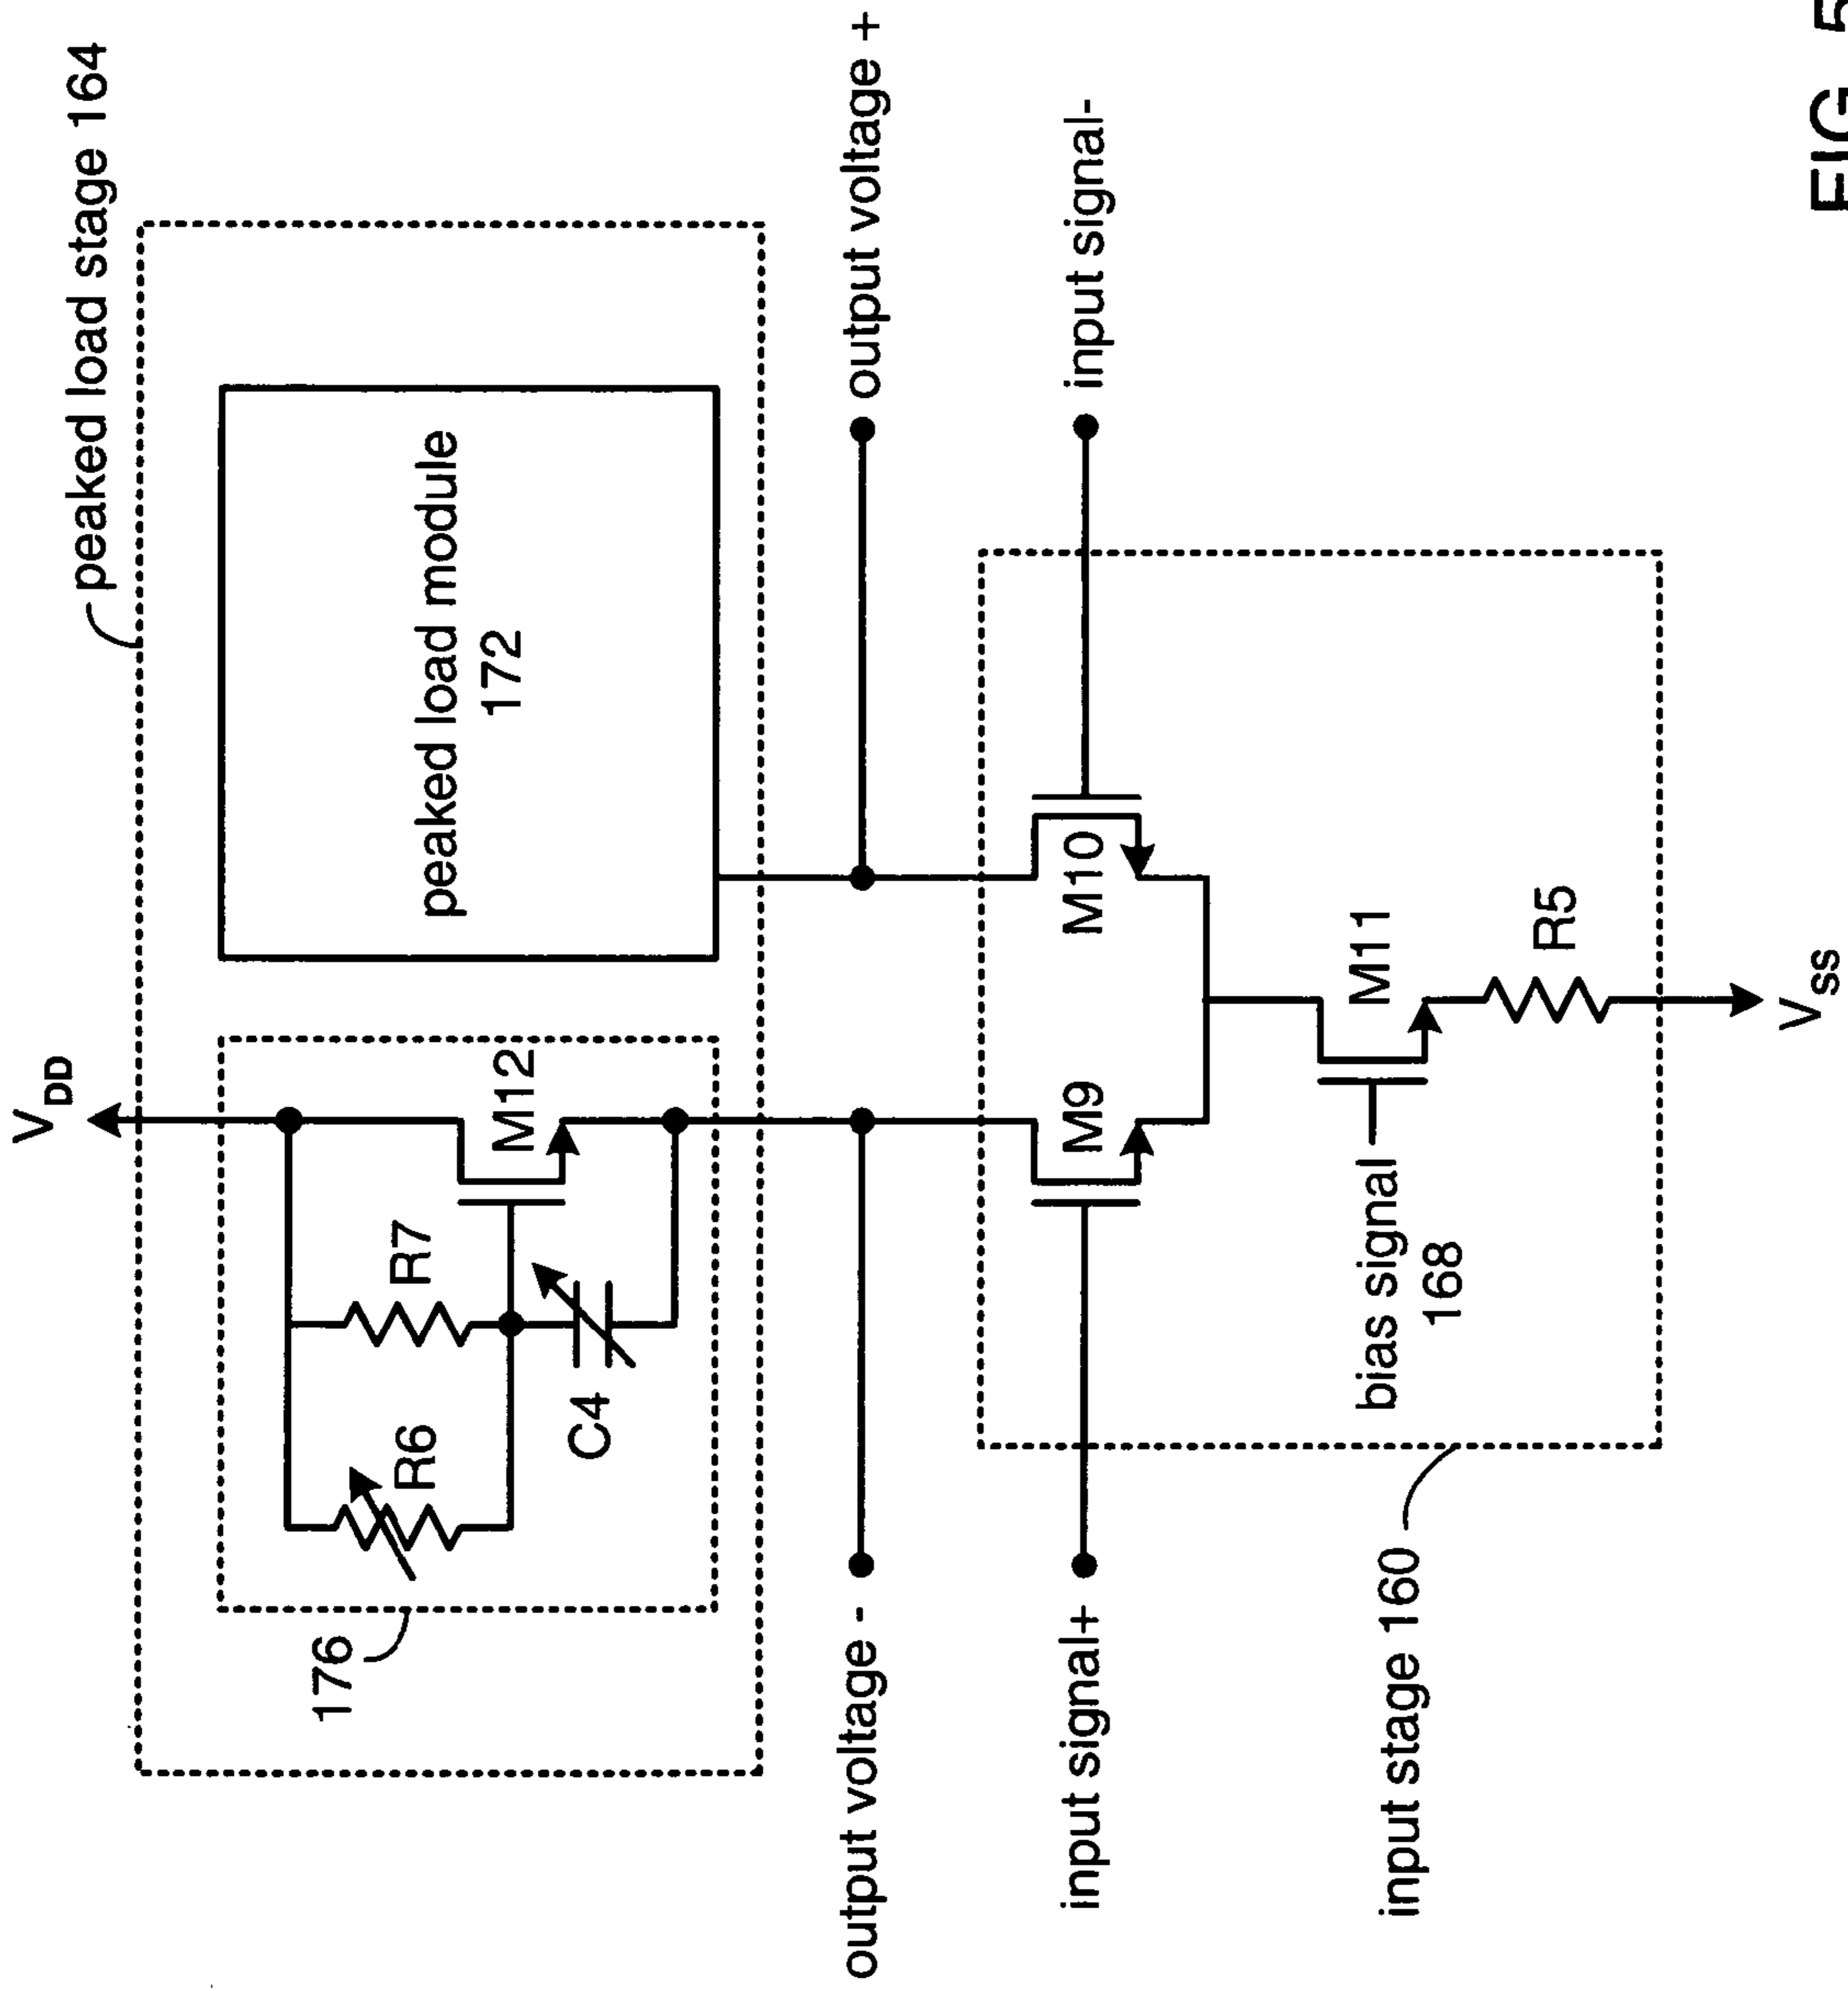 peaked load stage 164
VDD
176
R6
R7
C4
M12
peaked load module
172
output voltage -
output voltage +
input signal+
input signal-
M9
M10
bias signal
168
M11
R5
input stage 160
VSS
FIG. 5